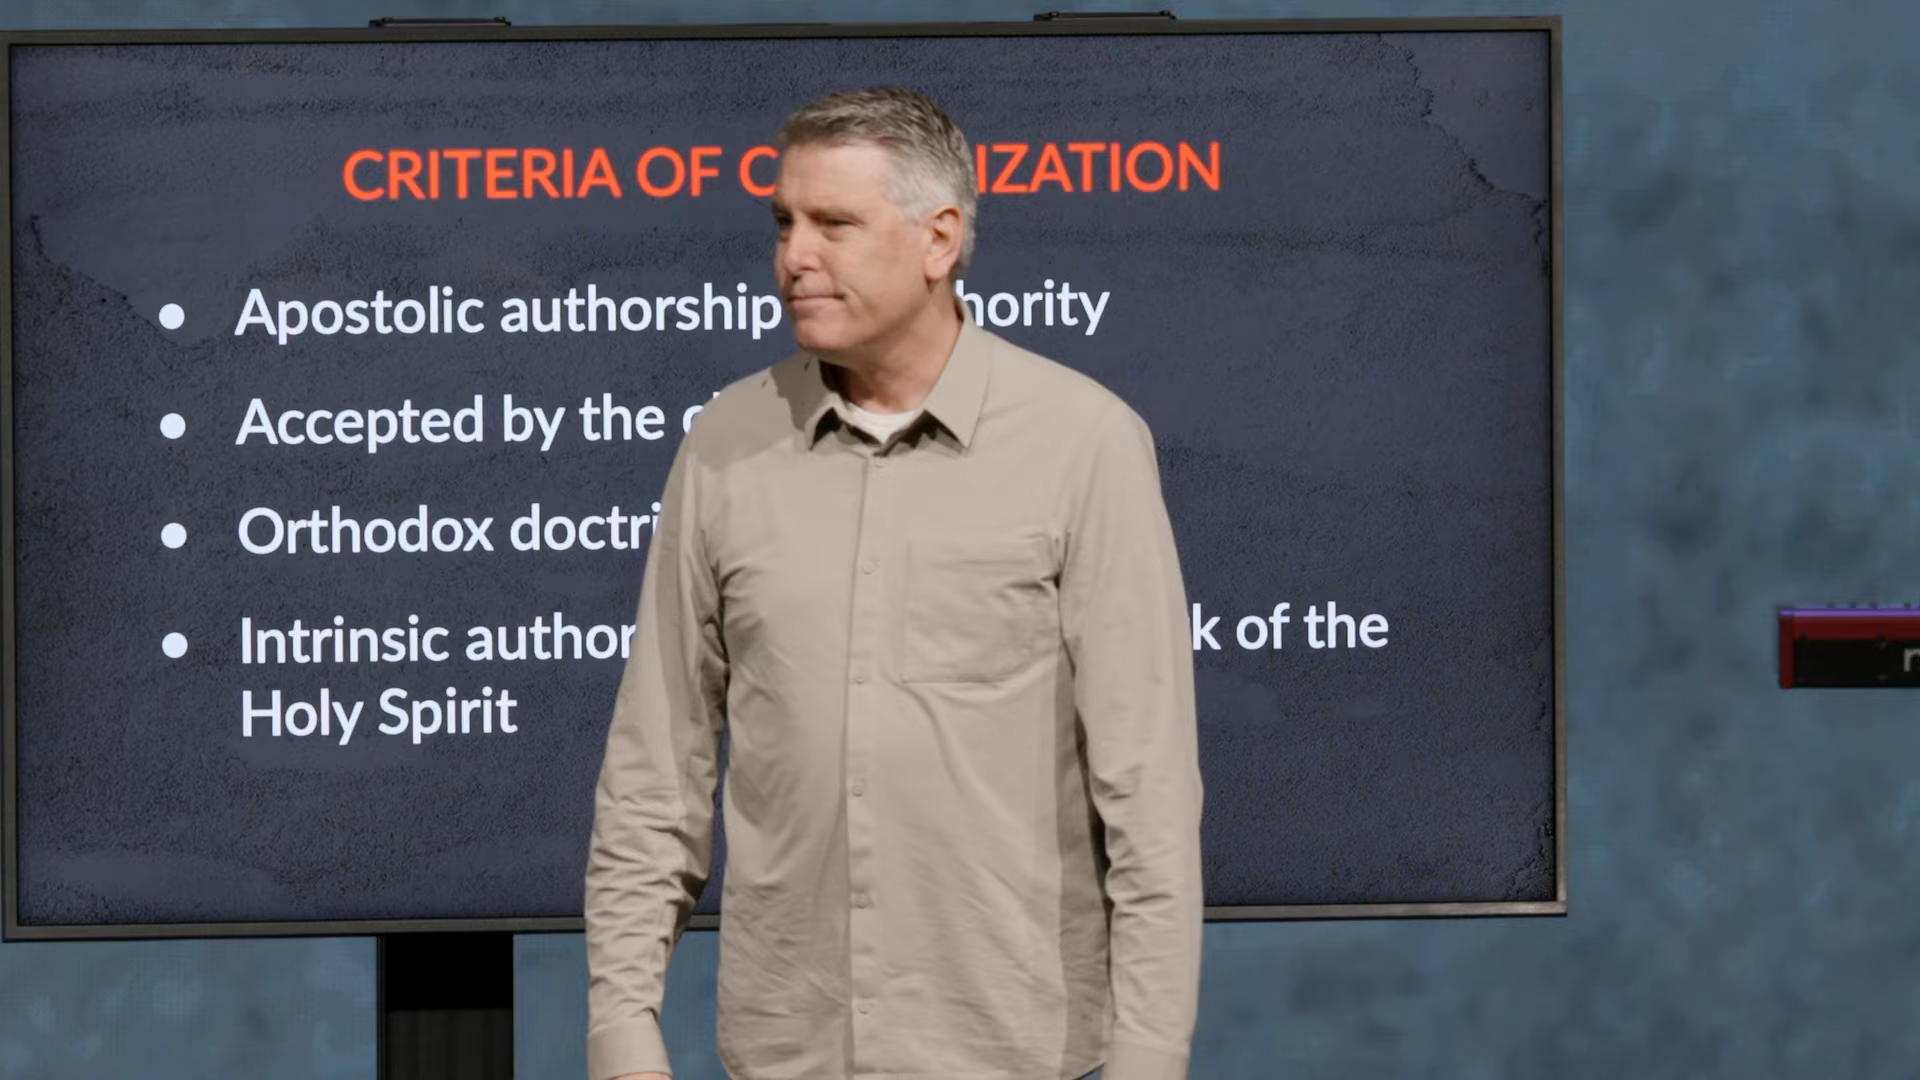 CRITERIA OF C IZATION
Apostolic authorship hority
Accepted by the
Orthodox doctri
Intrinsic author k of the
Holy Spirit